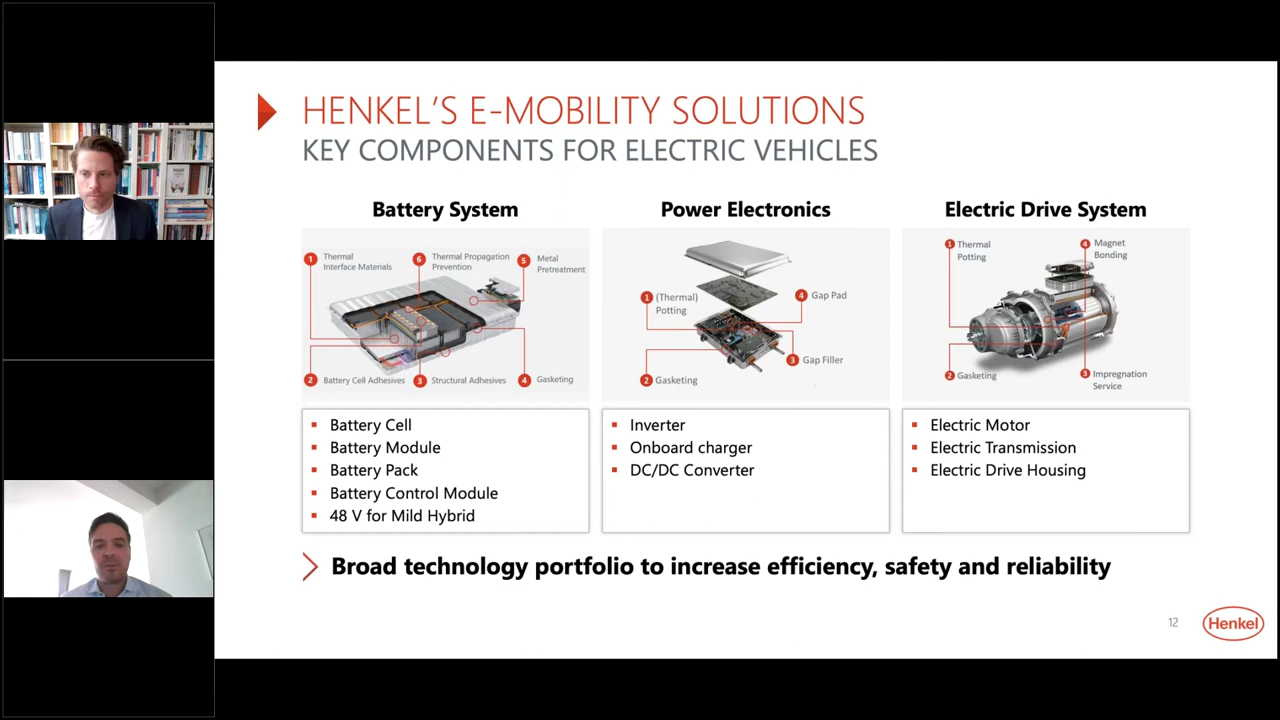 HENKEL'S E-MOBILITY SOLUTIONS
KEY COMPONENTS FOR ELECTRIC VEHICLES
Battery System
1 Thermal
Interface Materials
6 Thermal Propagation
Prevention
5 Metal
Pretreatment
2 Battery Cell Adhesives
3 Structural Adhesives
4 Gasketing
Battery Cell
Battery Module
Battery Pack
Battery Control Module
48 V for Mild Hybrid
Power Electronics
1 (Thermal)
Potting
4 Gap Pad
3 Gap Filler
2 Gasketing
Inverter
Onboard charger
DC/DC Converter
Electric Drive System
1 Thermal
Potting
4 Magnet
Bonding
2 Gasketing
3 Impregnation
Service
Electric Motor
Electric Transmission
Electric Drive Housing
Broad technology portfolio to increase efficiency, safety and reliability
12
Henkel